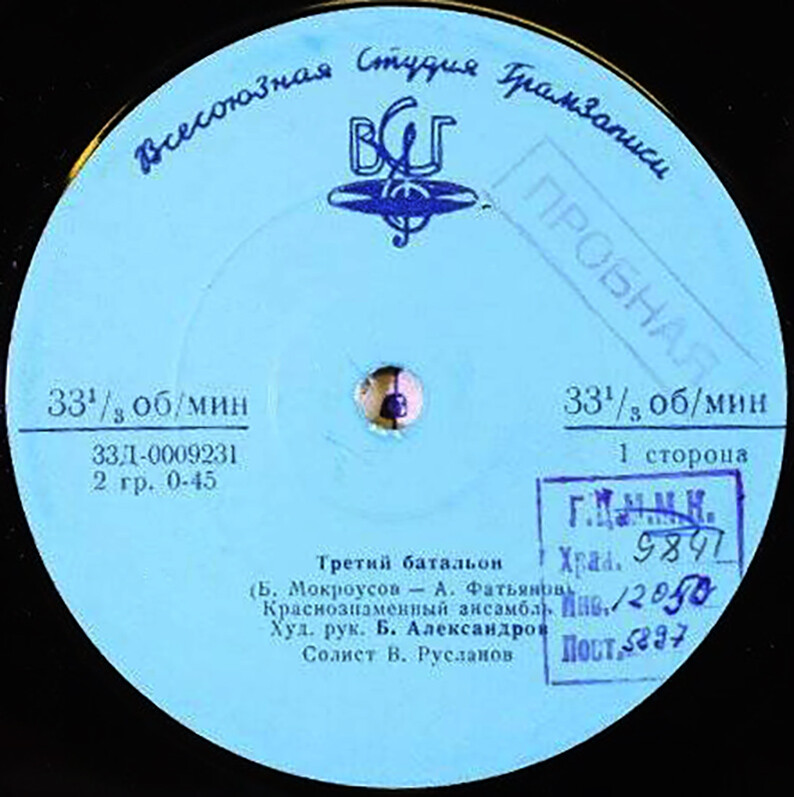 Всесоюзная Студия Грамзаписи
ВСГ
ПРОБНАЯ
33¹/₃ об/мин
33¹/₃ об/мин
33Д-0009231
1 сторона
2 гр. 0-45
Г.Ц.М.М.К.
Храл. 9841
Инв. 12050
Пост. 5897
Третий батальон
(Б. Мокроусов — А. Фатьянов)
Краснознаменный ансамбль
Худ. рук. Б. Александров
Солист В. Русланов